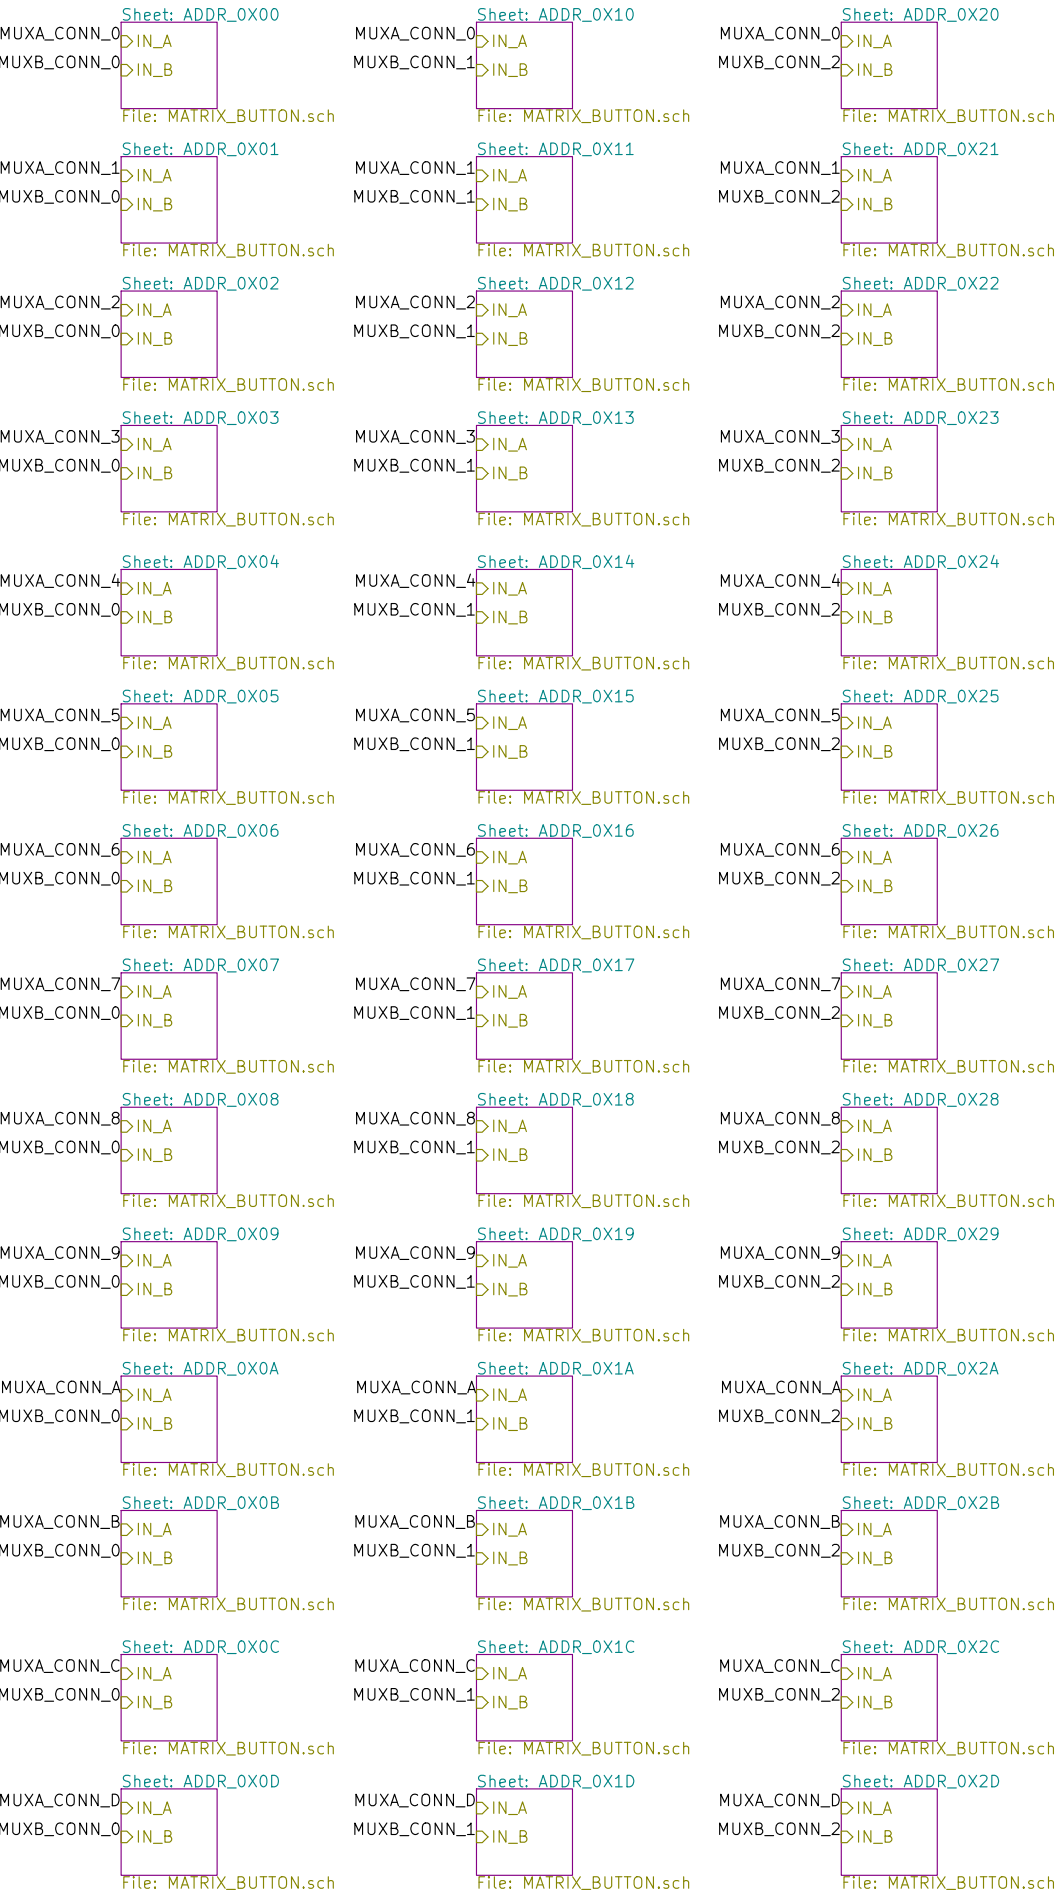 Sheet: ADDR_0X00 Sheet: ADDR_0X10 Sheet: ADDR_0X20
MUXA_CONN_0 IN_A MUXA_CONN_0 IN_A MUXA_CONN_0 IN_A
MUXB_CONN_0 IN_B MUXB_CONN_1 IN_B MUXB_CONN_2 IN_B
File: MATRIX_BUTTON.sch File: MATRIX_BUTTON.sch File: MATRIX_BUTTON.sch
Sheet: ADDR_0X01 Sheet: ADDR_0X11 Sheet: ADDR_0X21
MUXA_CONN_1 IN_A MUXA_CONN_1 IN_A MUXA_CONN_1 IN_A
MUXB_CONN_0 IN_B MUXB_CONN_1 IN_B MUXB_CONN_2 IN_B
File: MATRIX_BUTTON.sch File: MATRIX_BUTTON.sch File: MATRIX_BUTTON.sch
Sheet: ADDR_0X02 Sheet: ADDR_0X12 Sheet: ADDR_0X22
MUXA_CONN_2 IN_A MUXA_CONN_2 IN_A MUXA_CONN_2 IN_A
MUXB_CONN_0 IN_B MUXB_CONN_1 IN_B MUXB_CONN_2 IN_B
File: MATRIX_BUTTON.sch File: MATRIX_BUTTON.sch File: MATRIX_BUTTON.sch
Sheet: ADDR_0X03 Sheet: ADDR_0X13 Sheet: ADDR_0X23
MUXA_CONN_3 IN_A MUXA_CONN_3 IN_A MUXA_CONN_3 IN_A
MUXB_CONN_0 IN_B MUXB_CONN_1 IN_B MUXB_CONN_2 IN_B
File: MATRIX_BUTTON.sch File: MATRIX_BUTTON.sch File: MATRIX_BUTTON.sch
Sheet: ADDR_0X04 Sheet: ADDR_0X14 Sheet: ADDR_0X24
MUXA_CONN_4 IN_A MUXA_CONN_4 IN_A MUXA_CONN_4 IN_A
MUXB_CONN_0 IN_B MUXB_CONN_1 IN_B MUXB_CONN_2 IN_B
File: MATRIX_BUTTON.sch File: MATRIX_BUTTON.sch File: MATRIX_BUTTON.sch
Sheet: ADDR_0X05 Sheet: ADDR_0X15 Sheet: ADDR_0X25
MUXA_CONN_5 IN_A MUXA_CONN_5 IN_A MUXA_CONN_5 IN_A
MUXB_CONN_0 IN_B MUXB_CONN_1 IN_B MUXB_CONN_2 IN_B
File: MATRIX_BUTTON.sch File: MATRIX_BUTTON.sch File: MATRIX_BUTTON.sch
Sheet: ADDR_0X06 Sheet: ADDR_0X16 Sheet: ADDR_0X26
MUXA_CONN_6 IN_A MUXA_CONN_6 IN_A MUXA_CONN_6 IN_A
MUXB_CONN_0 IN_B MUXB_CONN_1 IN_B MUXB_CONN_2 IN_B
File: MATRIX_BUTTON.sch File: MATRIX_BUTTON.sch File: MATRIX_BUTTON.sch
Sheet: ADDR_0X07 Sheet: ADDR_0X17 Sheet: ADDR_0X27
MUXA_CONN_7 IN_A MUXA_CONN_7 IN_A MUXA_CONN_7 IN_A
MUXB_CONN_0 IN_B MUXB_CONN_1 IN_B MUXB_CONN_2 IN_B
File: MATRIX_BUTTON.sch File: MATRIX_BUTTON.sch File: MATRIX_BUTTON.sch
Sheet: ADDR_0X08 Sheet: ADDR_0X18 Sheet: ADDR_0X28
MUXA_CONN_8 IN_A MUXA_CONN_8 IN_A MUXA_CONN_8 IN_A
MUXB_CONN_0 IN_B MUXB_CONN_1 IN_B MUXB_CONN_2 IN_B
File: MATRIX_BUTTON.sch File: MATRIX_BUTTON.sch File: MATRIX_BUTTON.sch
Sheet: ADDR_0X09 Sheet: ADDR_0X19 Sheet: ADDR_0X29
MUXA_CONN_9 IN_A MUXA_CONN_9 IN_A MUXA_CONN_9 IN_A
MUXB_CONN_0 IN_B MUXB_CONN_1 IN_B MUXB_CONN_2 IN_B
File: MATRIX_BUTTON.sch File: MATRIX_BUTTON.sch File: MATRIX_BUTTON.sch
Sheet: ADDR_0X0A Sheet: ADDR_0X1A Sheet: ADDR_0X2A
MUXA_CONN_A IN_A MUXA_CONN_A IN_A MUXA_CONN_A IN_A
MUXB_CONN_0 IN_B MUXB_CONN_1 IN_B MUXB_CONN_2 IN_B
File: MATRIX_BUTTON.sch File: MATRIX_BUTTON.sch File: MATRIX_BUTTON.sch
Sheet: ADDR_0X0B Sheet: ADDR_0X1B Sheet: ADDR_0X2B
MUXA_CONN_B IN_A MUXA_CONN_B IN_A MUXA_CONN_B IN_A
MUXB_CONN_0 IN_B MUXB_CONN_1 IN_B MUXB_CONN_2 IN_B
File: MATRIX_BUTTON.sch File: MATRIX_BUTTON.sch File: MATRIX_BUTTON.sch
Sheet: ADDR_0X0C Sheet: ADDR_0X1C Sheet: ADDR_0X2C
MUXA_CONN_C IN_A MUXA_CONN_C IN_A MUXA_CONN_C IN_A
MUXB_CONN_0 IN_B MUXB_CONN_1 IN_B MUXB_CONN_2 IN_B
File: MATRIX_BUTTON.sch File: MATRIX_BUTTON.sch File: MATRIX_BUTTON.sch
Sheet: ADDR_0X0D Sheet: ADDR_0X1D Sheet: ADDR_0X2D
MUXA_CONN_D IN_A MUXA_CONN_D IN_A MUXA_CONN_D IN_A
MUXB_CONN_0 IN_B MUXB_CONN_1 IN_B MUXB_CONN_2 IN_B
File: MATRIX_BUTTON.sch File: MATRIX_BUTTON.sch File: MATRIX_BUTTON.sch